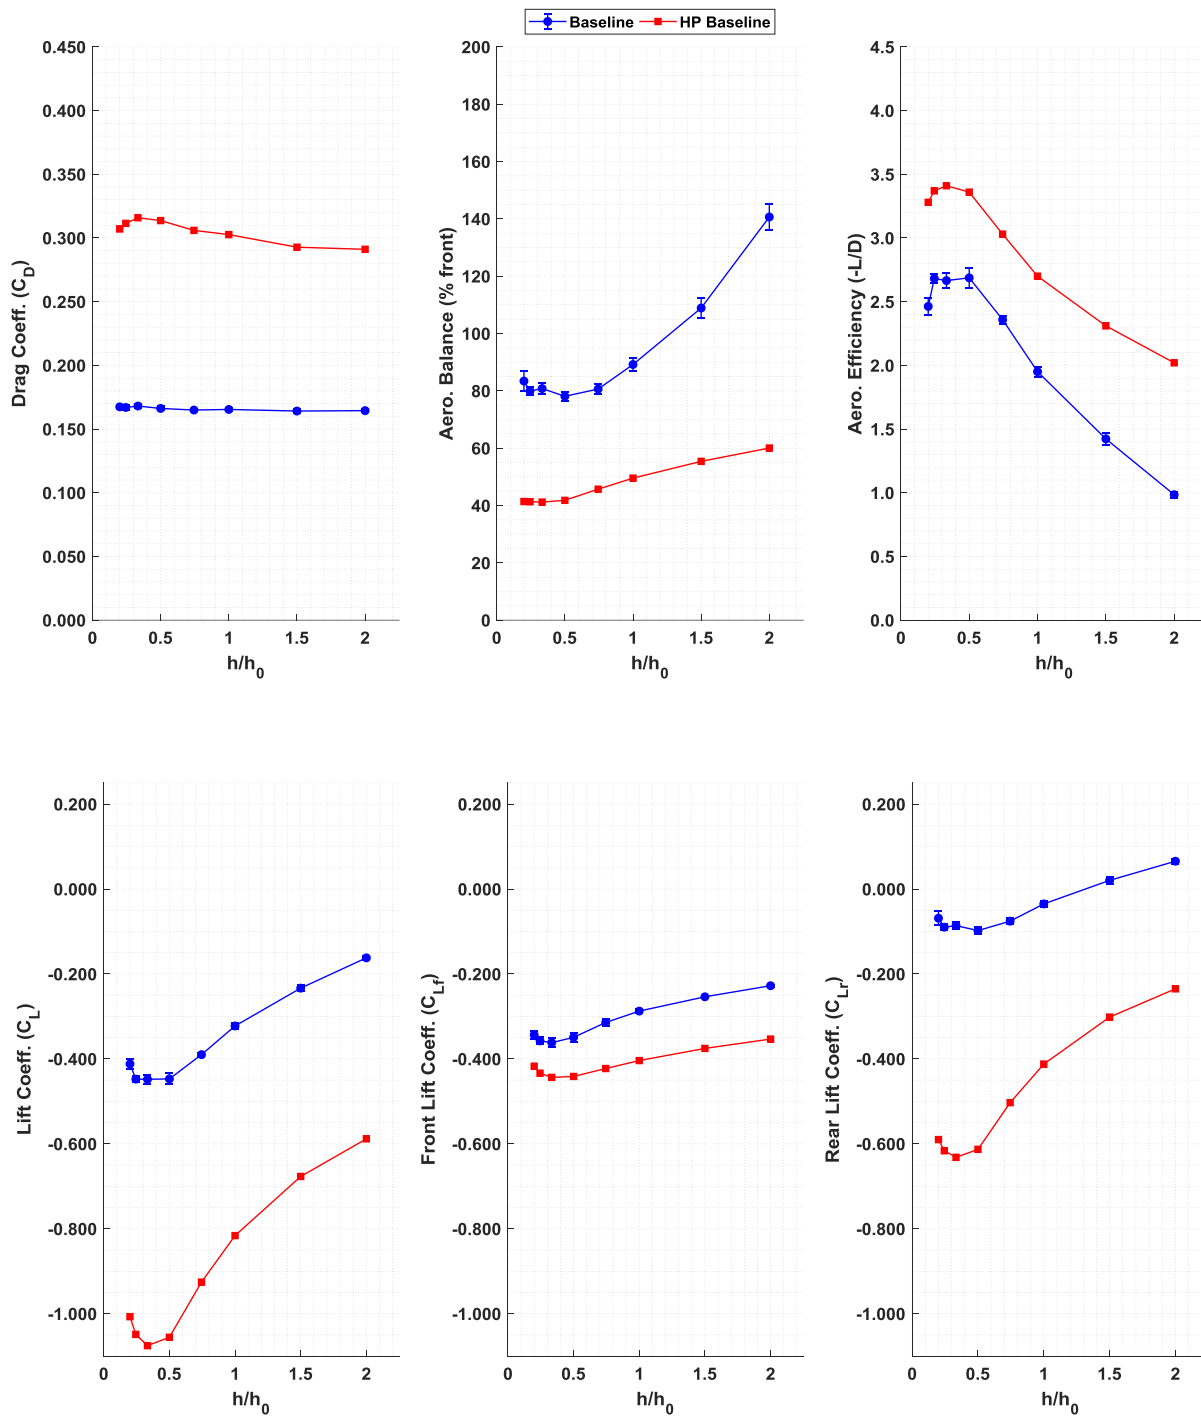 Baseline HP Baseline
0.450
0.400
0.350
0.300
0.250
0.200
0.150
0.100
0.050
0.000
Drag Coeff. (C_D)
0 0.5 1 1.5 2
h/h_0
200
180
160
140
120
100
80
60
40
20
0
Aero. Balance (% front)
0 0.5 1 1.5 2
h/h_0
4.5
4.0
3.5
3.0
2.5
2.0
1.5
1.0
0.5
0.0
Aero. Efficiency (-L/D)
0 0.5 1 1.5 2
h/h_0
0.200
0.000
-0.200
-0.400
-0.600
-0.800
-1.000
Lift Coeff. (C_L)
0 0.5 1 1.5 2
h/h_0
0.200
0.000
-0.200
-0.400
-0.600
-0.800
-1.000
Front Lift Coeff. (C_Lf)
0 0.5 1 1.5 2
h/h_0
0.200
0.000
-0.200
-0.400
-0.600
-0.800
-1.000
Rear Lift Coeff. (C_Lr)
0 0.5 1 1.5 2
h/h_0